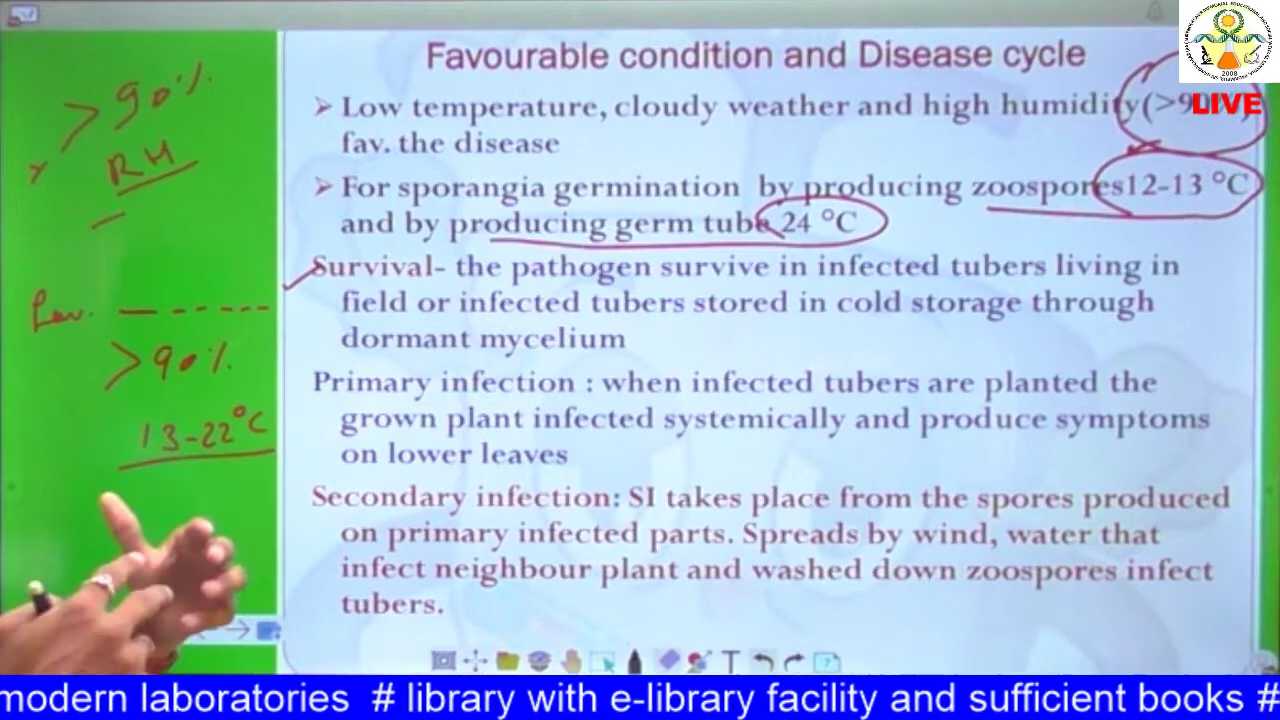 Favourable condition and Disease cycle
➤ Low temperature, cloudy weather and high humidity(>90
fav. the disease
➤ For sporangia germination by producing zoospores12-13 °C
and by producing germ tube 24 °C
Survival- the pathogen survive in infected tubers living in
field or infected tubers stored in cold storage through
dormant mycelium
Primary infection : when infected tubers are planted the
grown plant infected systemically and produce symptoms
on lower leaves
Secondary infection: SI takes place from the spores produced
on primary infected parts. Spreads by wind, water that
infect neighbour plant and washed down zoospores infect
tubers.
>90%
RH
>90%
13-22°C
2008
LIVE
T
7
modern laboratories # library with e-library facility and sufficient books #